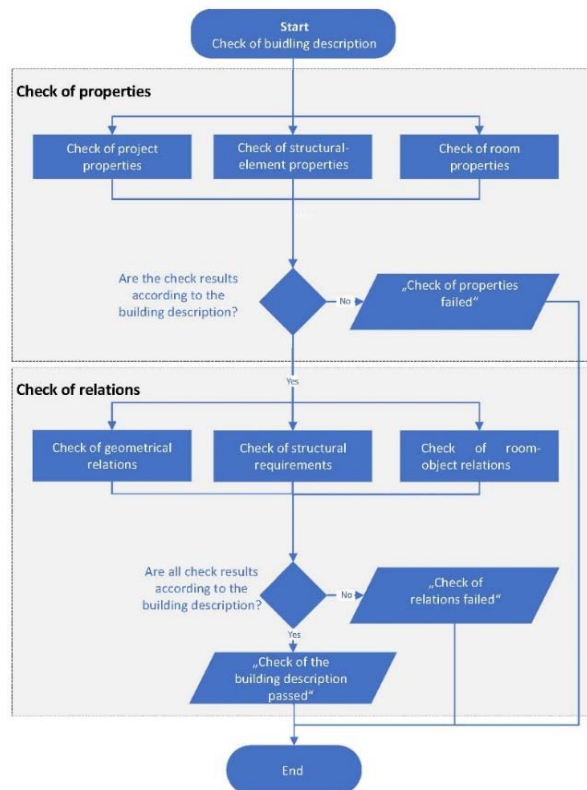 Start
Check of buidling description
Check of properties
Check of project
properties
Check of structural-
element properties
Check of room
properties
Are the check results
according to the
building description?
No
„Check of properties
failed“
Yes
Check of relations
Check of geometrical
relations
Check of structural
requirements
Check of room-
object relations
Are all check results
according to the
building description?
No
„Check of
relations failed“
Yes
„Check of the
building description
passed“
End